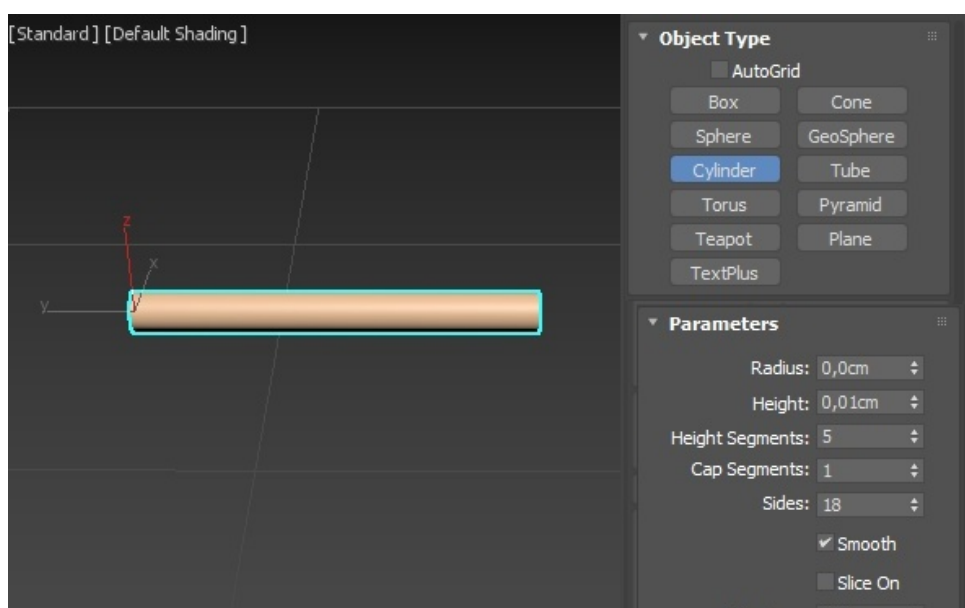 [Standard] [Default Shading]
z
x
y
Object Type
AutoGrid
Box Cone
Sphere GeoSphere
Cylinder Tube
Torus Pyramid
Teapot Plane
TextPlus
Parameters
Radius: 0,0cm
Height: 0,01cm
Height Segments: 5
Cap Segments: 1
Sides: 18
Smooth
Slice On